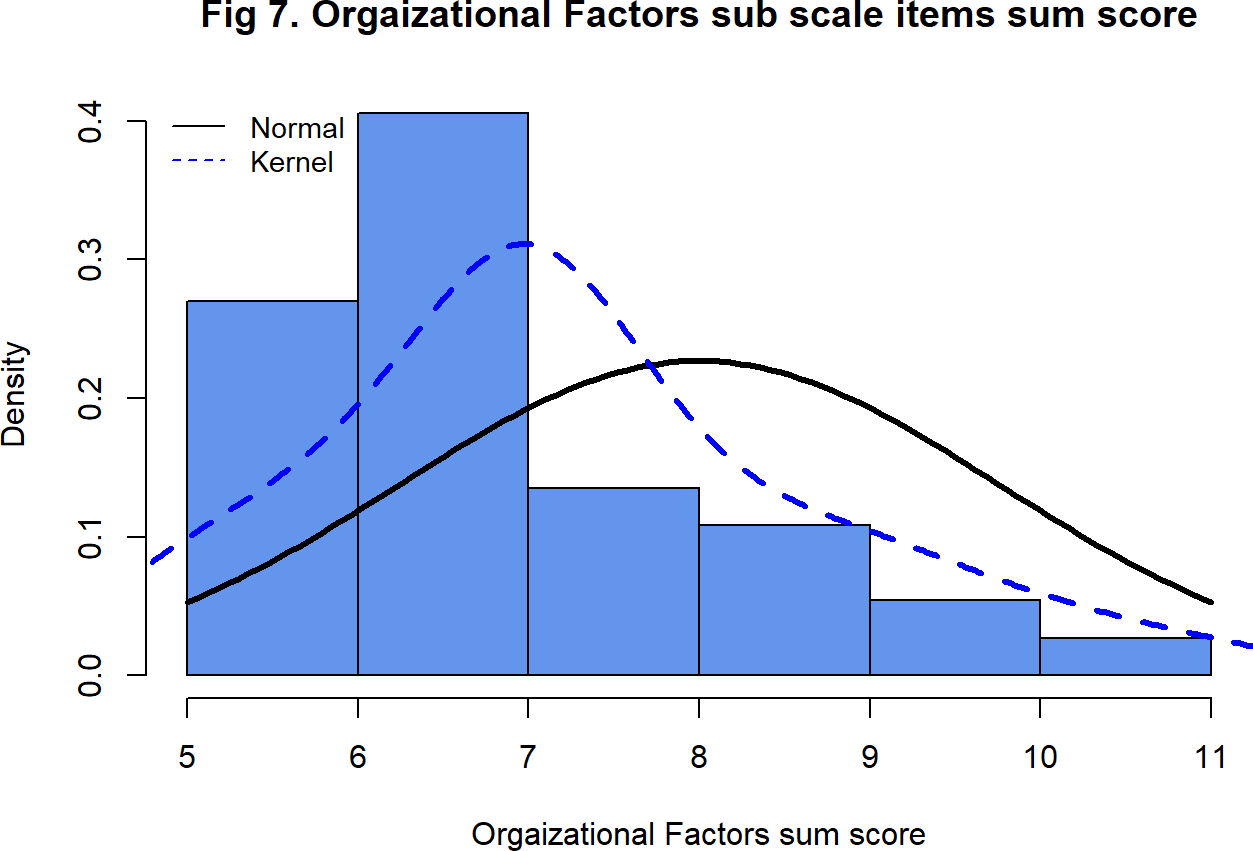 Fig 7. Orgaizational Factors sub scale items sum score
Normal
Kernel
Density
0.4
0.3
0.2
0.1
0.0
5 6 7 8 9 10 11
Orgaizational Factors sum score